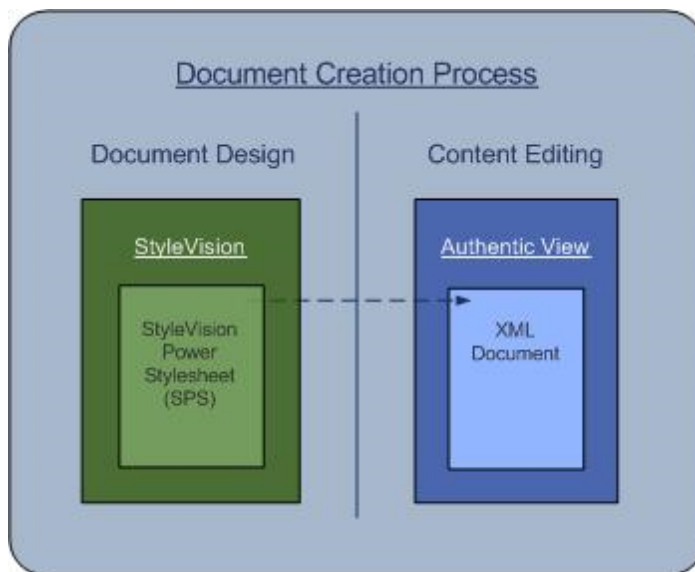 Document Creation Process
Document Design
Content Editing
StyleVision
Authentic View
StyleVision
Power
Stylesheet
(SPS)
XML
Document